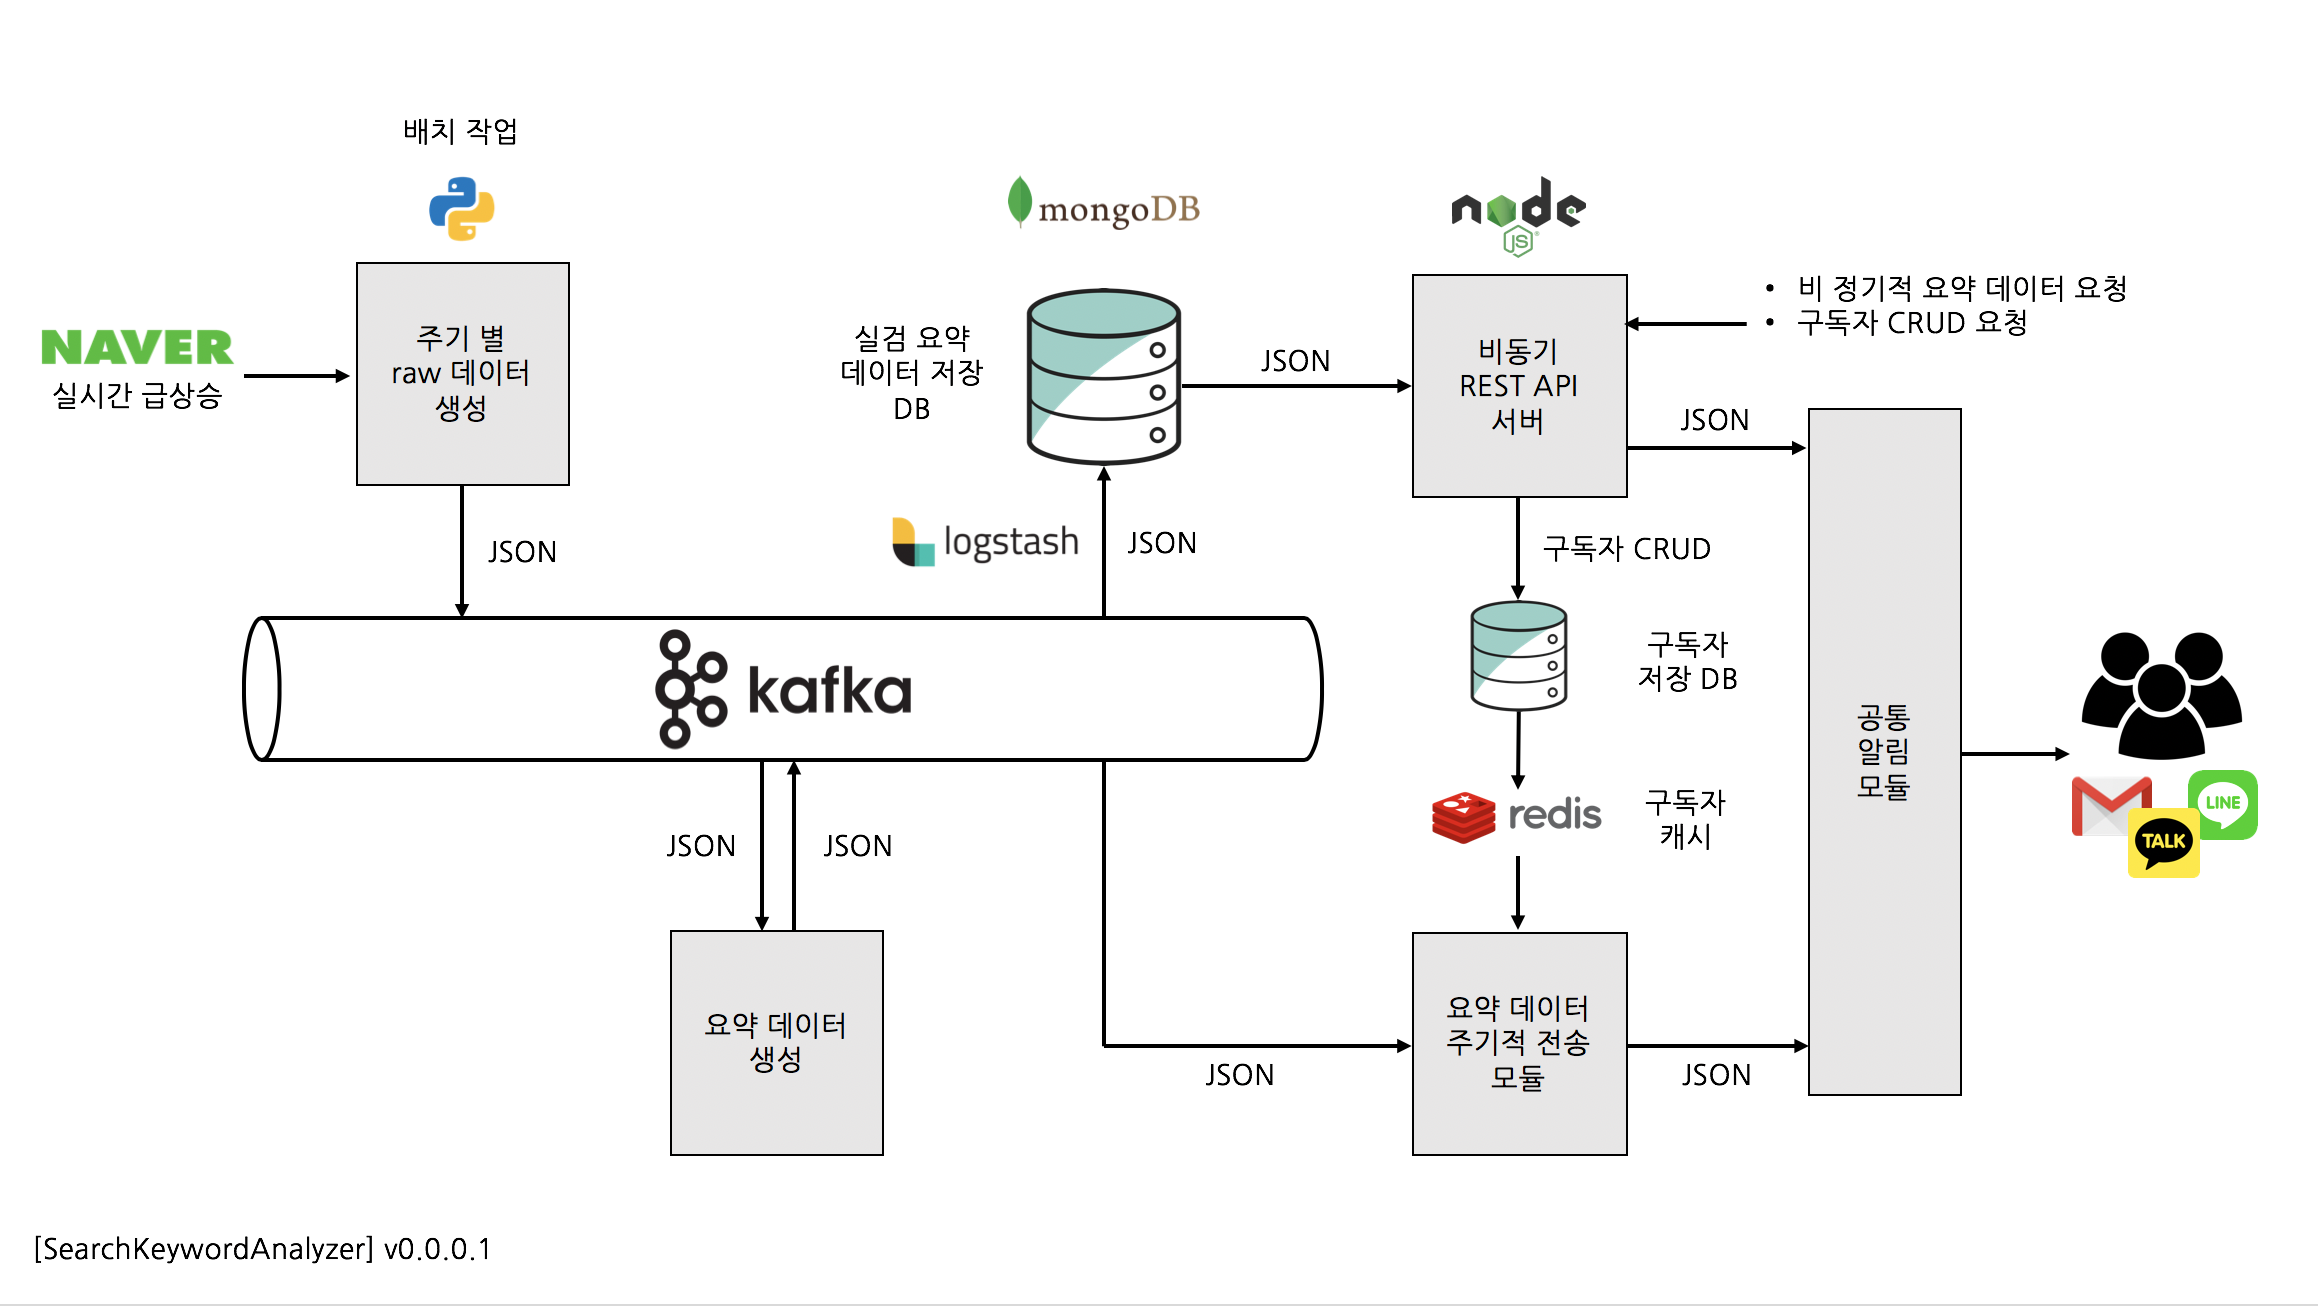 배치 작업
NAVER
실시간 급상승
주기 별
raw 데이터
생성
JSON
mongoDB
실검 요약
데이터 저장
DB
logstash
JSON
JSON
node
JS
비동기
REST API
서버
• 비 정기적 요약 데이터 요청
• 구독자 CRUD 요청
JSON
구독자 CRUD
구독자
저장 DB
redis
구독자
캐시
kafka
JSON
JSON
요약 데이터
생성
JSON
요약 데이터
주기적 전송
모듈
JSON
공통
알림
모듈
LINE
TALK
[SearchKeywordAnalyzer] v0.0.0.1